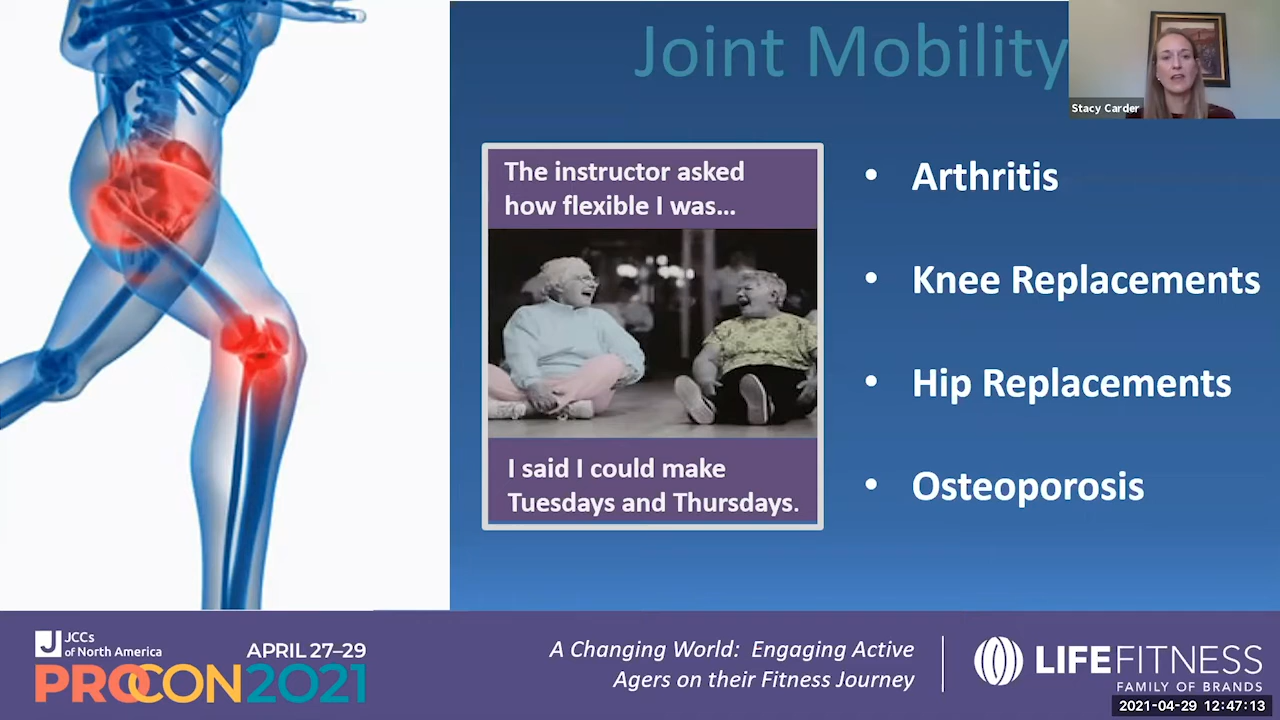 Joint Mobility
Stacy Carder
The instructor asked
how flexible I was...
I said I could make
Tuesdays and Thursdays.
• Arthritis
• Knee Replacements
• Hip Replacements
• Osteoporosis
J JCCs
of North America
APRIL 27–29
PROCON2021
A Changing World: Engaging Active
Agers on their Fitness Journey
LIFEFITNESS
FAMILY OF BRANDS
2021-04-29 12:47:13